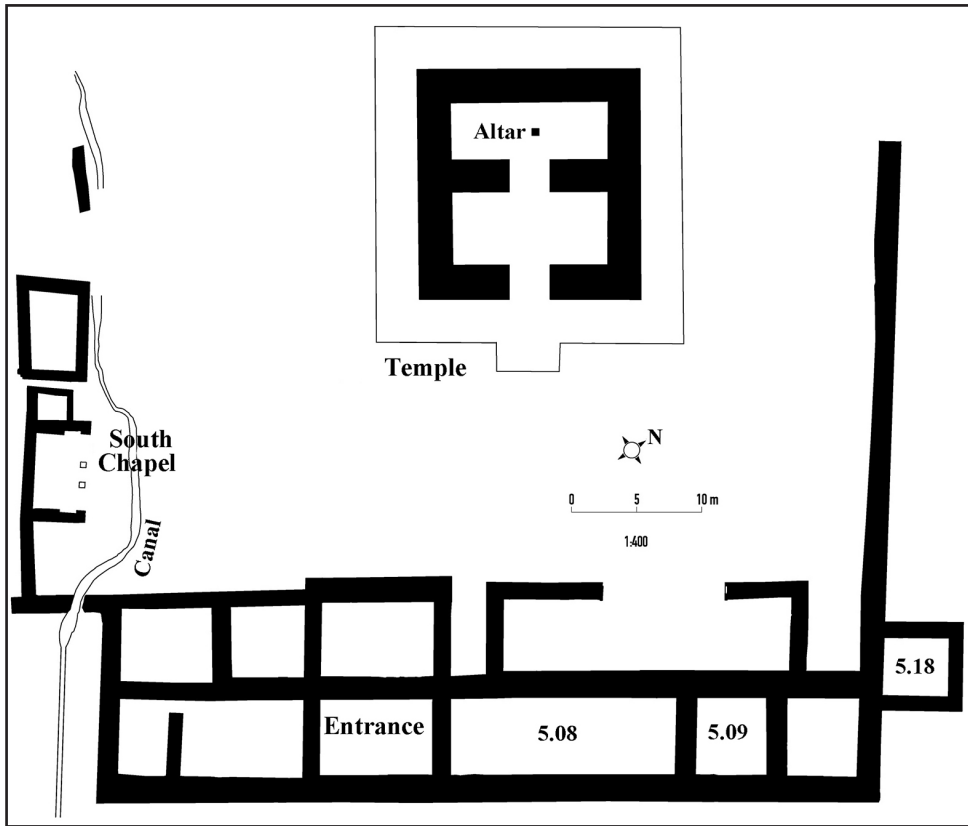 Altar
Temple
South
Chapel
N
0 5 10 m
1:400
Canal
5.18
Entrance
5.08
5.09